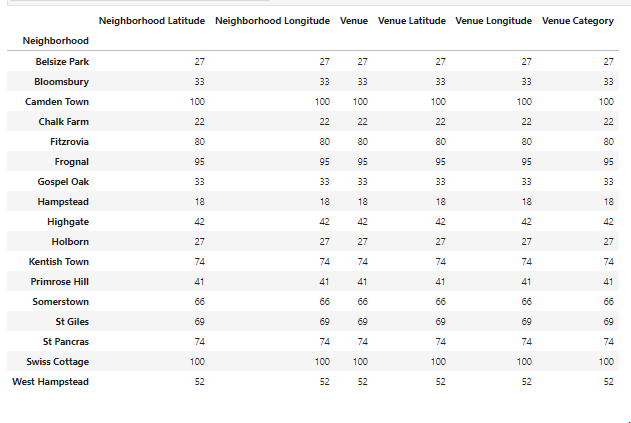 Neighborhood Latitude Neighborhood Longitude Venue Venue Latitude Venue Longitude Venue Category
Neighborhood
Belsize Park 27 27 27 27 27 27
Bloomsbury 33 33 33 33 33 33
Camden Town 100 100 100 100 100 100
Chalk Farm 22 22 22 22 22 22
Fitzrovia 80 80 80 80 80 80
Frognal 95 95 95 95 95 95
Gospel Oak 33 33 33 33 33 33
Hampstead 18 18 18 18 18 18
Highgate 42 42 42 42 42 42
Holborn 27 27 27 27 27 27
Kentish Town 74 74 74 74 74 74
Primrose Hill 41 41 41 41 41 41
Somerstown 66 66 66 66 66 66
St Giles 69 69 69 69 69 69
St Pancras 74 74 74 74 74 74
Swiss Cottage 100 100 100 100 100 100
West Hampstead 52 52 52 52 52 52